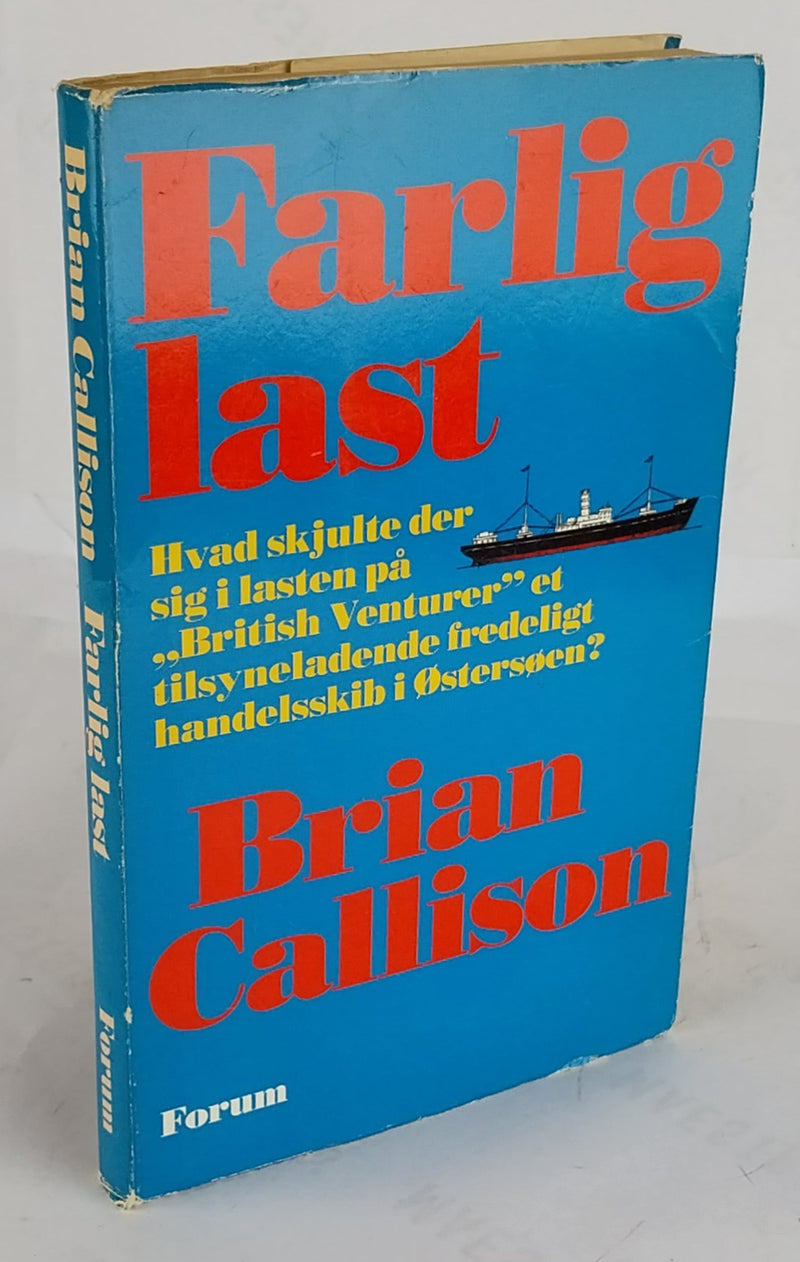 Farlig
last
Hvad skjulte der
sig i lasten på
„British Venturer” et
tilsyneladende fredeligt
handelsskib i Østersøen?
Brian
Callison
Forum
Brian Callison Farlig last Forum